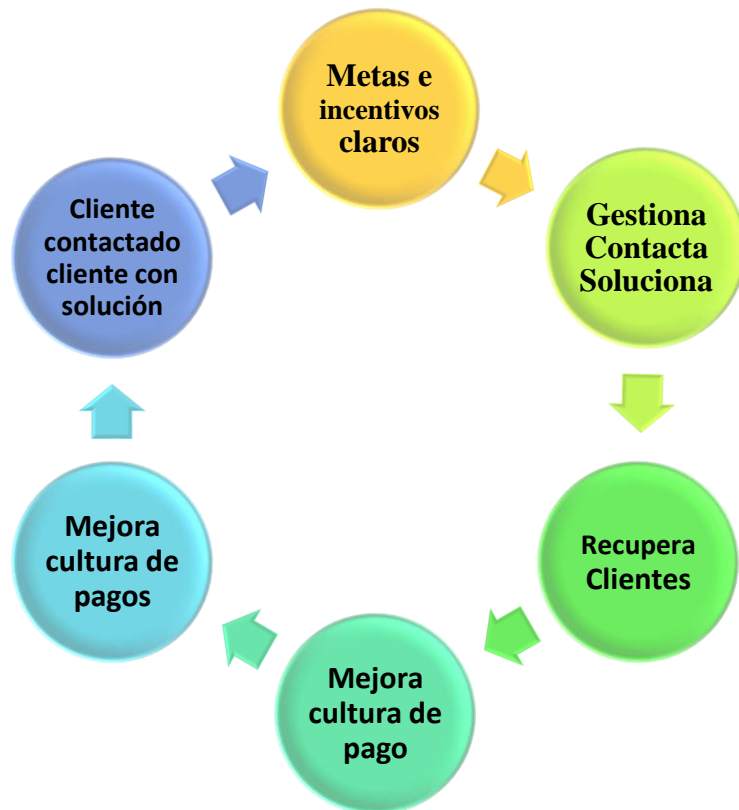 Metas e
incentivos
claros
Gestiona
Contacta
Soluciona
Recupera
Clientes
Mejora
cultura de
pago
Mejora
cultura de
pagos
Cliente
contactado
cliente con
solución